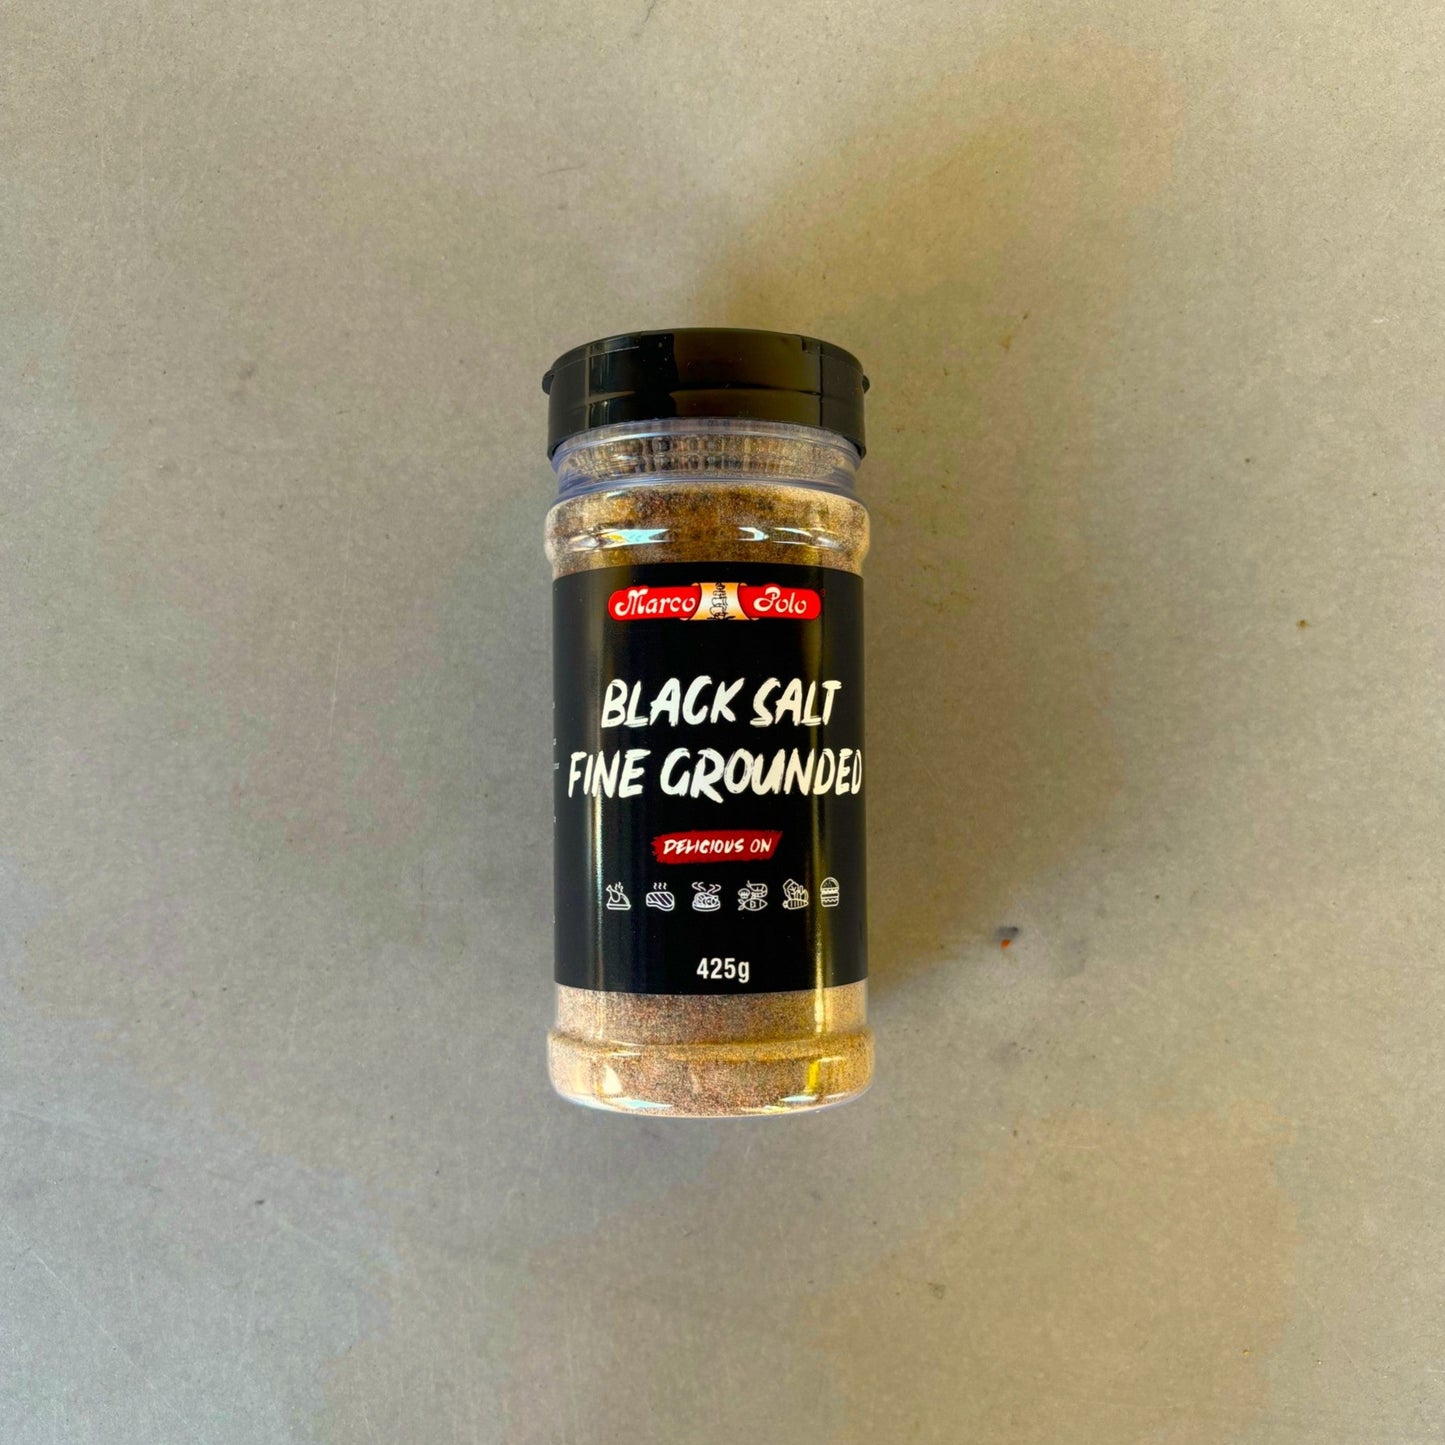 Marco Polo
BLACK SALT
FINE GROUNDED
DELICIOUS ON
425g